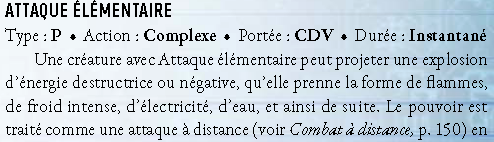 ATTAQUE ÉLÉMENTAIRE
Type : P ♦ Action : Complexe ♦ Portée : CDV ♦ Durée : Instantané
Une créature avec Attaque élémentaire peut projeter une explosion
d'énergie destructrice ou négative, qu'elle prenne la forme de flammes,
de froid intense, d'électricité, d'eau, et ainsi de suite. Le pouvoir est
traité comme une attaque à distance (voir Combat à distance, p. 150) en